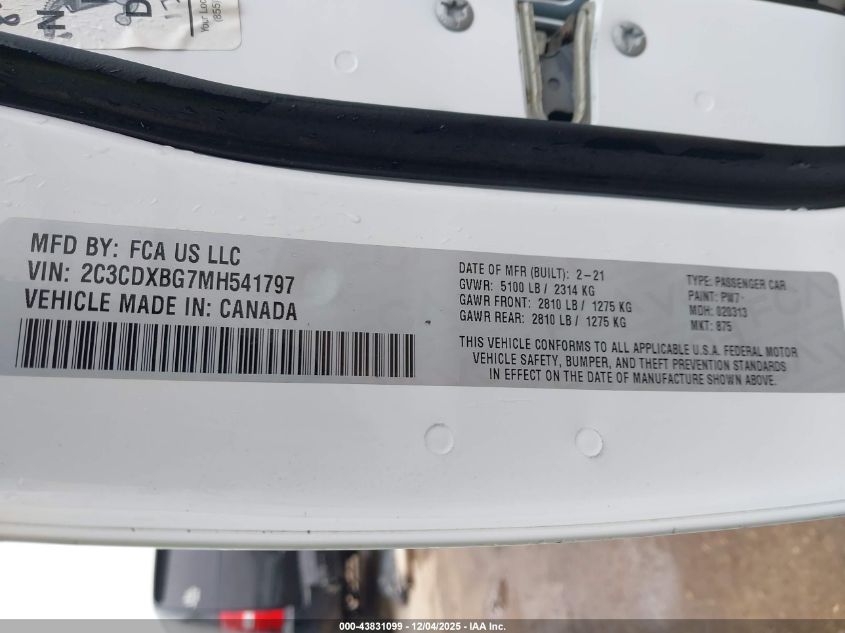 Your Loc
(855)
MFD BY: FCA US LLC
VIN: 2C3CDXBG7MH541797
VEHICLE MADE IN: CANADA
DATE OF MFR (BUILT): 2-21
GVWR: 5100 LB / 2314 KG
GAWR FRONT: 2810 LB / 1275 KG
GAWR REAR: 2810 LB / 1275 KG
TYPE: PASSENGER CAR
PAINT: PW7
MDH: 020313
MKT: 875
THIS VEHICLE CONFORMS TO ALL APPLICABLE U.S.A. FEDERAL MOTOR
VEHICLE SAFETY, BUMPER, AND THEFT PREVENTION STANDARDS
IN EFFECT ON THE DATE OF MANUFACTURE SHOWN ABOVE.
000-43831099 - 12/04/2025 - IAA Inc.